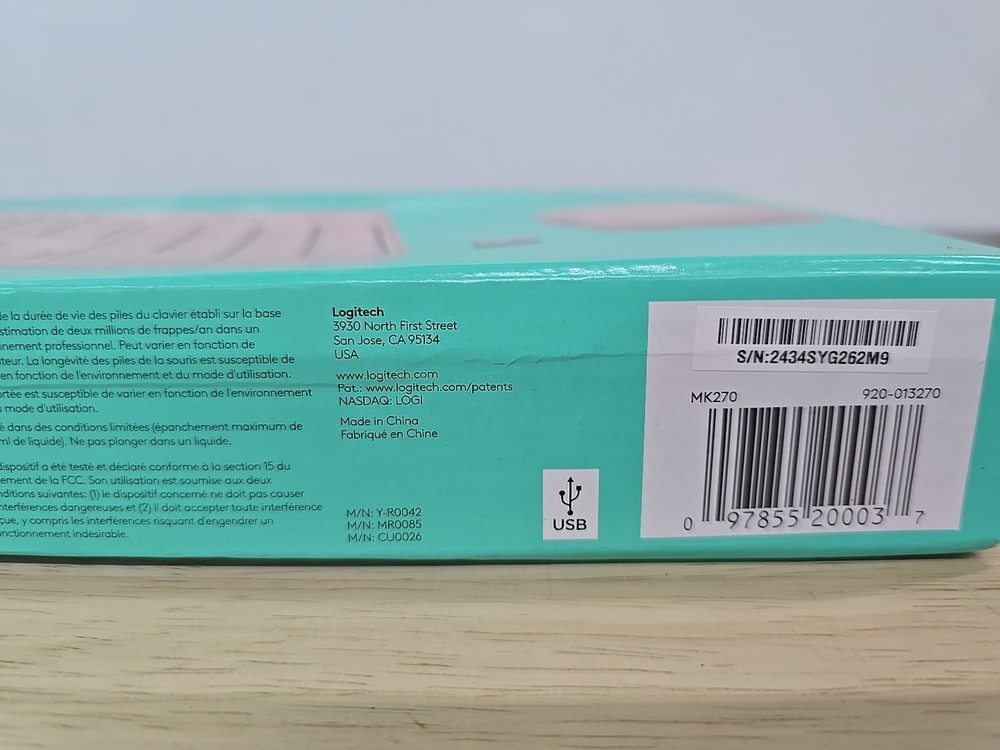 de la durée de vie des piles du clavier établi sur la base
stimation de deux millions de frappes/an dans un
nnement professionnel. Peut varier en fonction de
teur. La longévité des piles de la souris est susceptible de
en fonction de l'environnement et du mode d'utilisation.
ortée est susceptible de varier en fonction de l'environnement
mode d'utilisation.
é dans des conditions limitées (épanchement maximum de
ml de liquide). Ne pas plonger dans un liquide.
dispositif a été testé et déclaré conforme à la section 15 du
ement de la FCC. Son utilisation est soumise aux deux
nditions suivantes: (1) le dispositif concerné ne doit pas causer
nterférences dangereuses et (2) il doit accepter toute interférence
çue, y compris les interférences risquant d'engendrer un
nctionnement indésirable.
Logitech
3930 North First Street
San Jose, CA 95134
USA
www.logitech.com
Pat.: www.logitech.com/patents
NASDAQ: LOGI
Made in China
Fabriqué en Chine
M/N: Y-R0042
M/N: MR0085
M/N: CU0026
USB
S/N:2434SYG262M9
MK270 920-013270
0 97855 20003 7